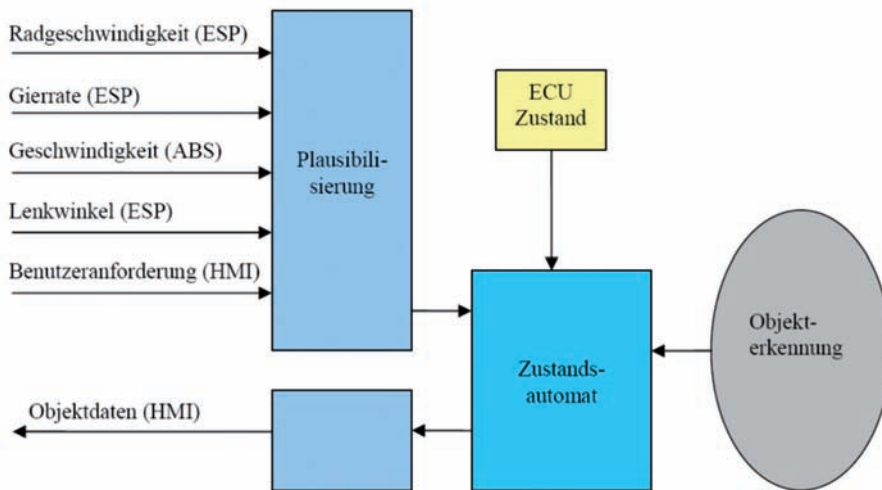 Radgeschwindigkeit (ESP)
Gierrate (ESP)
Geschwindigkeit (ABS)
Lenkwinkel (ESP)
Benutzeranforderung (HMI)
Plausibili-
sierung
ECU
Zustand
Objekt-
erkennung
Zustands-
automat
Objektdaten (HMI)